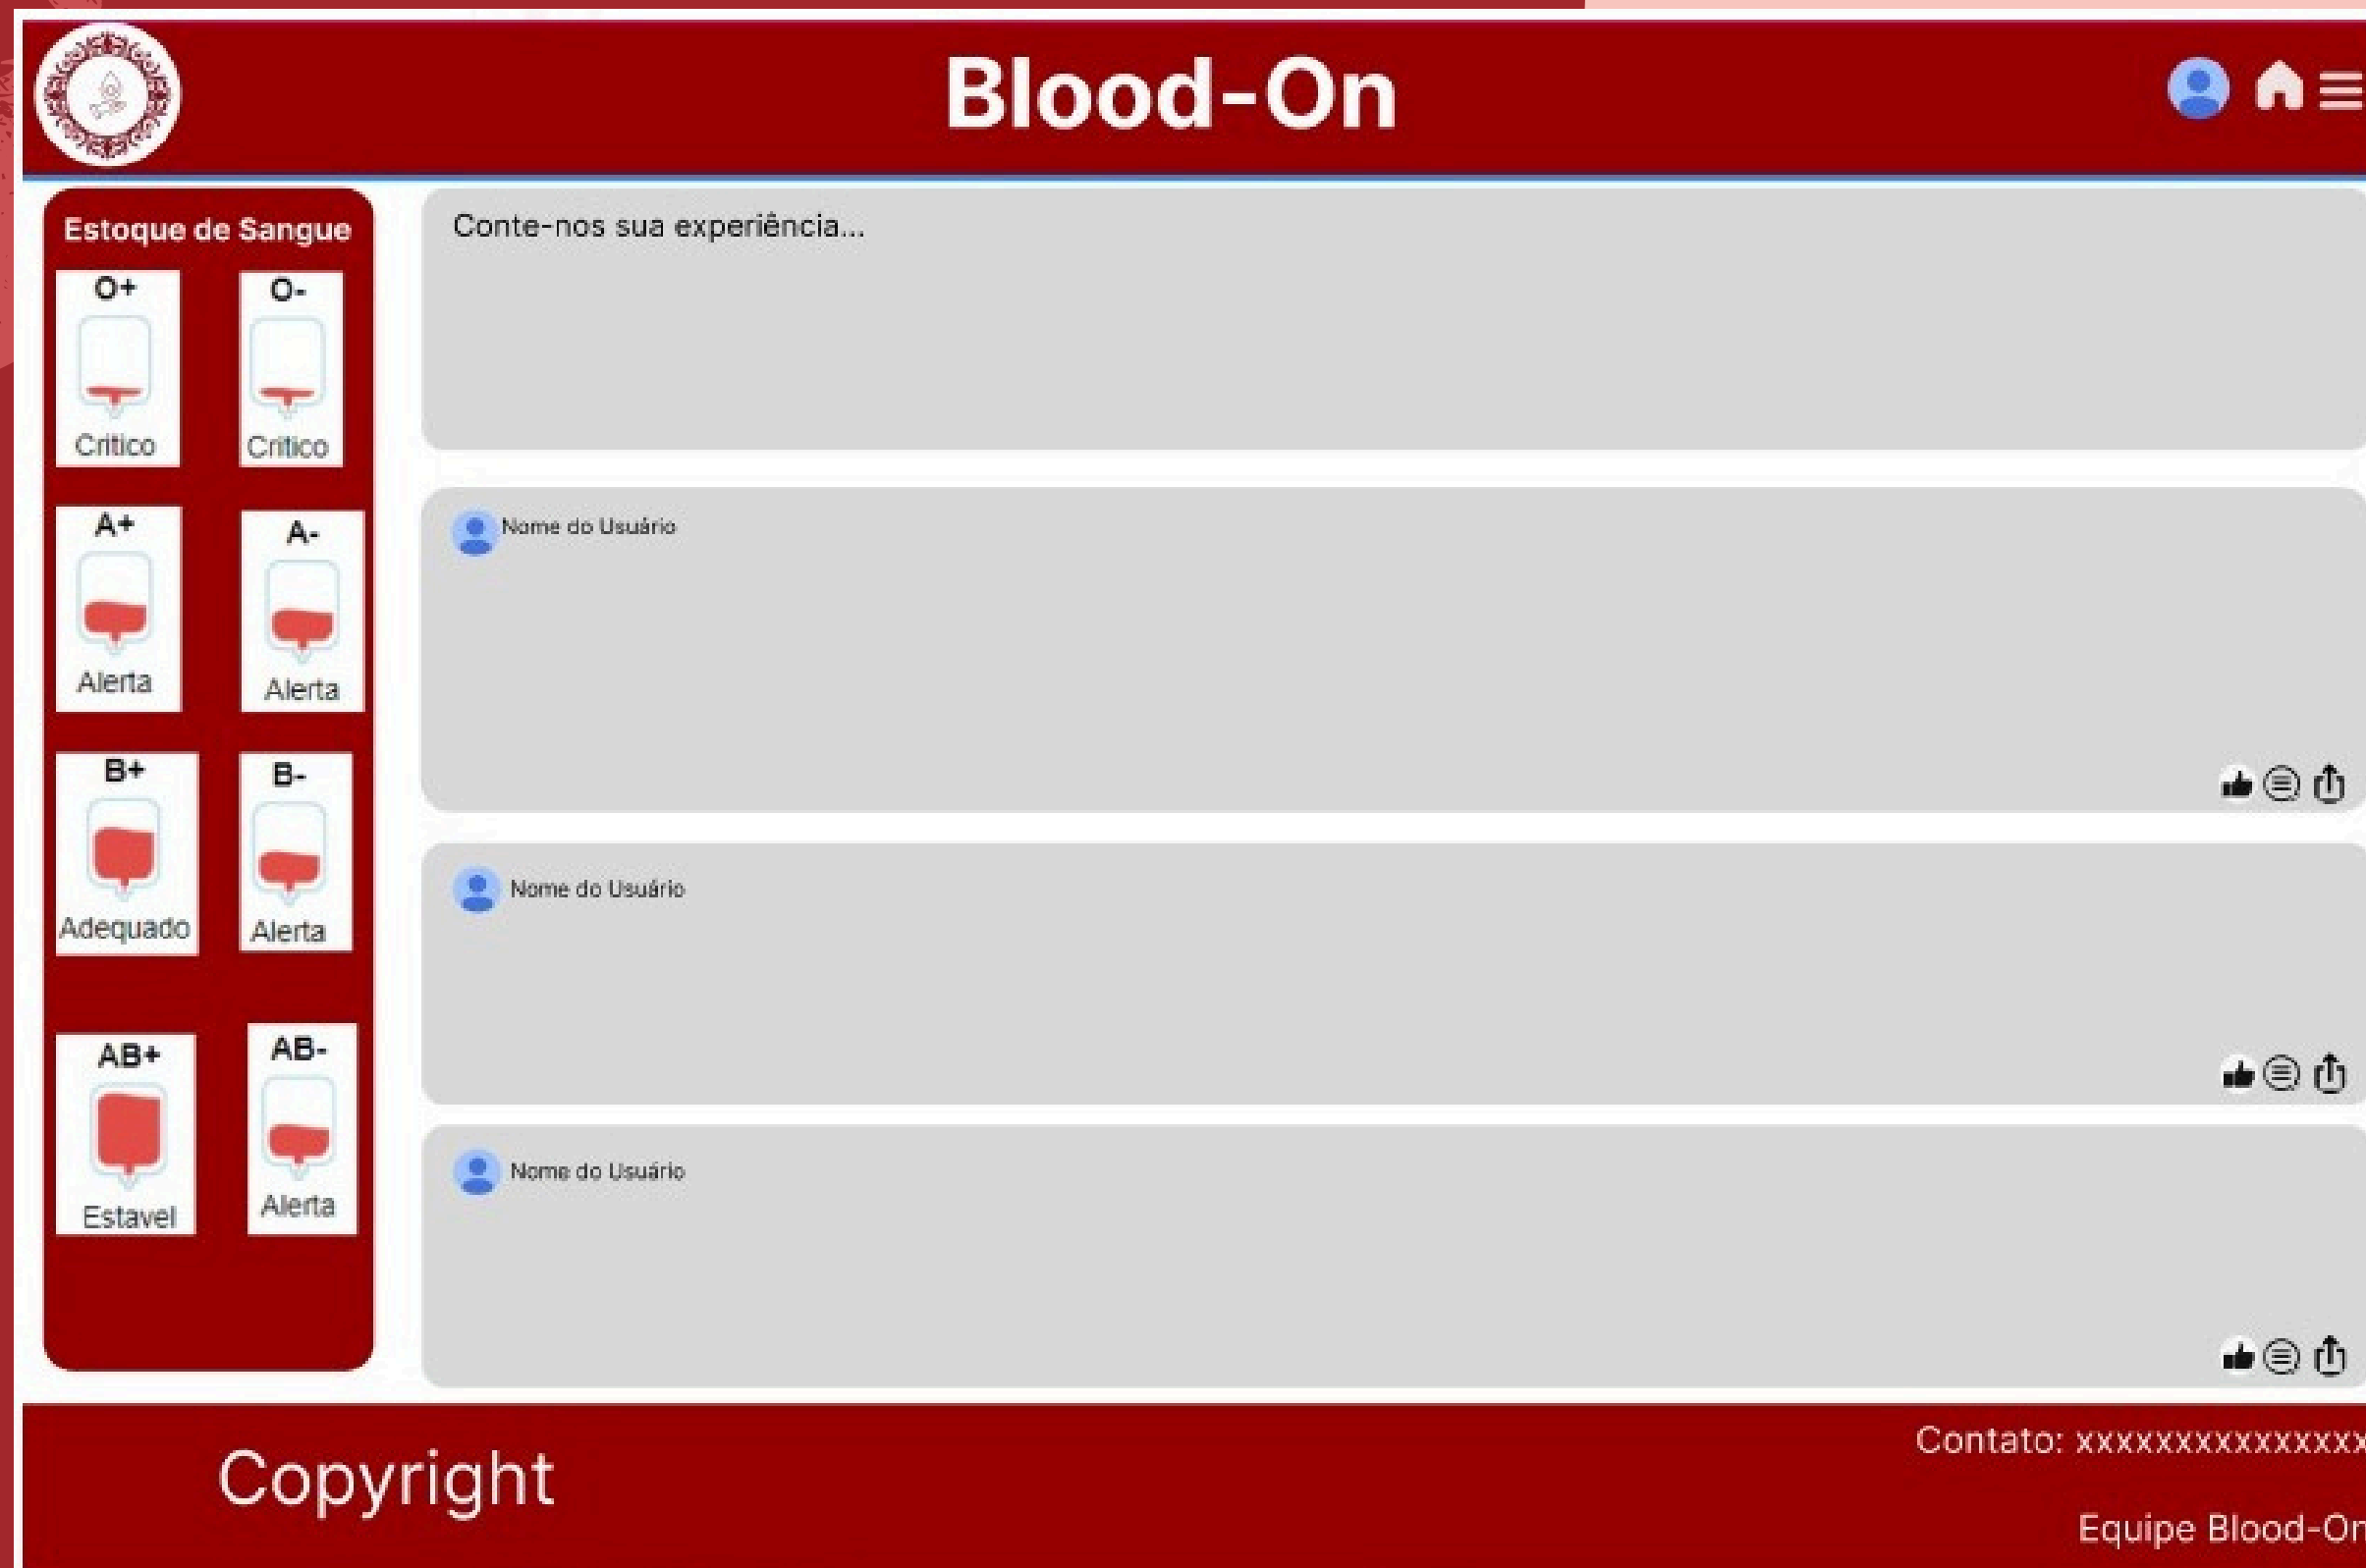 Blood-On
Estoque de Sangue
O+
O-
Critico
Critico
A+
A-
Alerta
Alerta
B+
B-
Adequado
Alerta
AB+
AB-
Estavel
Alerta
Conte-nos sua experiência...
Nome do Usuário
Nome do Usuário
Nome do Usuário
Copyright
Contato: xxxxxxxxxxxxxxx
Equipe Blood-On